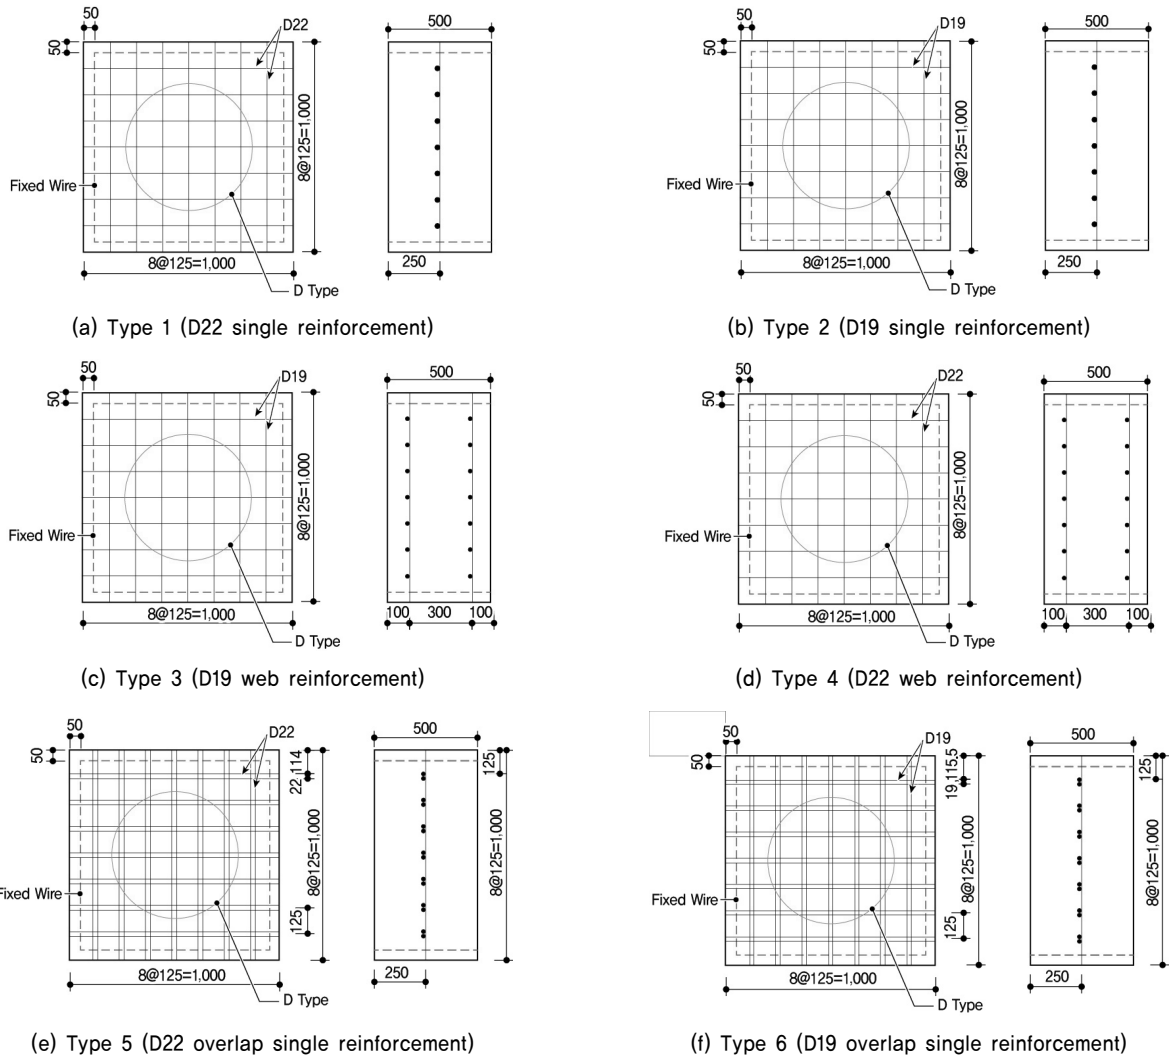 50
D22
500
50
8@125=1,000
Fixed Wire
8@125=1,000
250
D Type
(a) Type 1 (D22 single reinforcement)
50
D19
500
50
8@125=1,000
Fixed Wire
8@125=1,000
250
D Type
(b) Type 2 (D19 single reinforcement)
50
D19
500
50
8@125=1,000
Fixed Wire
8@125=1,000
100 300 100
D Type
(c) Type 3 (D19 web reinforcement)
50
D22
500
50
8@125=1,000
Fixed Wire
8@125=1,000
100 300 100
D Type
(d) Type 4 (D22 web reinforcement)
50
D22
500
50
22 114
125
8@125=1,000
8@125=1,000
Fixed Wire
125
8@125=1,000
250
D Type
(e) Type 5 (D22 overlap single reinforcement)
50
D19
500
50
19 115.5
125
8@125=1,000
8@125=1,000
Fixed Wire
125
8@125=1,000
250
D Type
(f) Type 6 (D19 overlap single reinforcement)